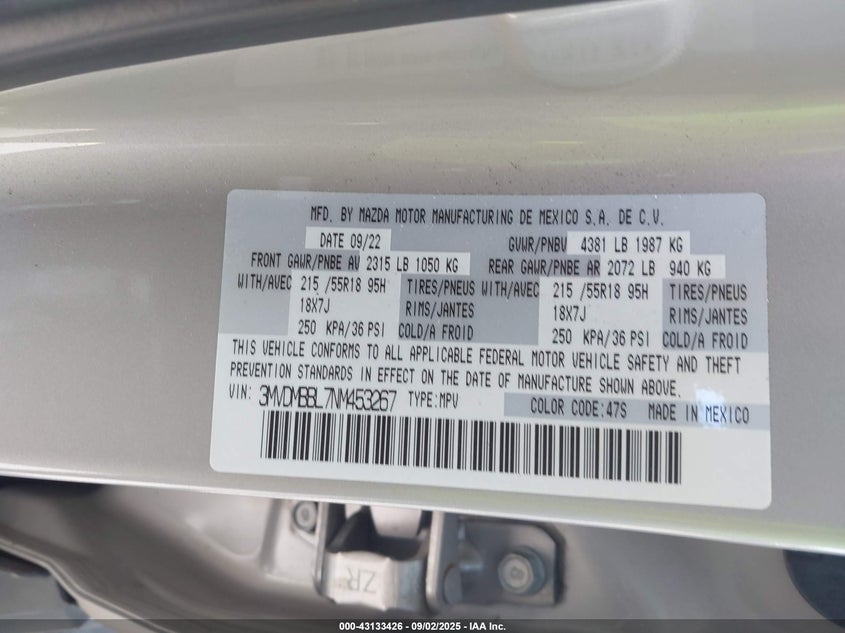 MFD. BY MAZDA MOTOR MANUFACTURING DE MEXICO S.A. DE C.V.
DATE 09/22 GVWR/PNBV 4381 LB 1987 KG
FRONT GAWR/PNBE AV 2315 LB 1050 KG REAR GAWR/PNBE AR 2072 LB 940 KG
WITH/AVEC 215 /55R18 95H TIRES/PNEUS WITH/AVEC 215 /55R18 95H TIRES/PNEUS
18X7J RIMS/JANTES 18X7J RIMS/JANTES
250 KPA/36 PSI COLD/A FROID 250 KPA/36 PSI COLD/A FROID
THIS VEHICLE CONFORMS TO ALL APPLICABLE FEDERAL MOTOR VEHICLE SAFETY AND THEFT
PREVENTION STANDARDS IN EFFECT ON THE DATE OF MANUFACTURE SHOWN ABOVE.
VIN: 3MVDMBBL7NM453267 TYPE:MPV COLOR CODE:47S MADE IN MEXICO
ZR
000-43133426 - 09/02/2025 - IAA Inc.